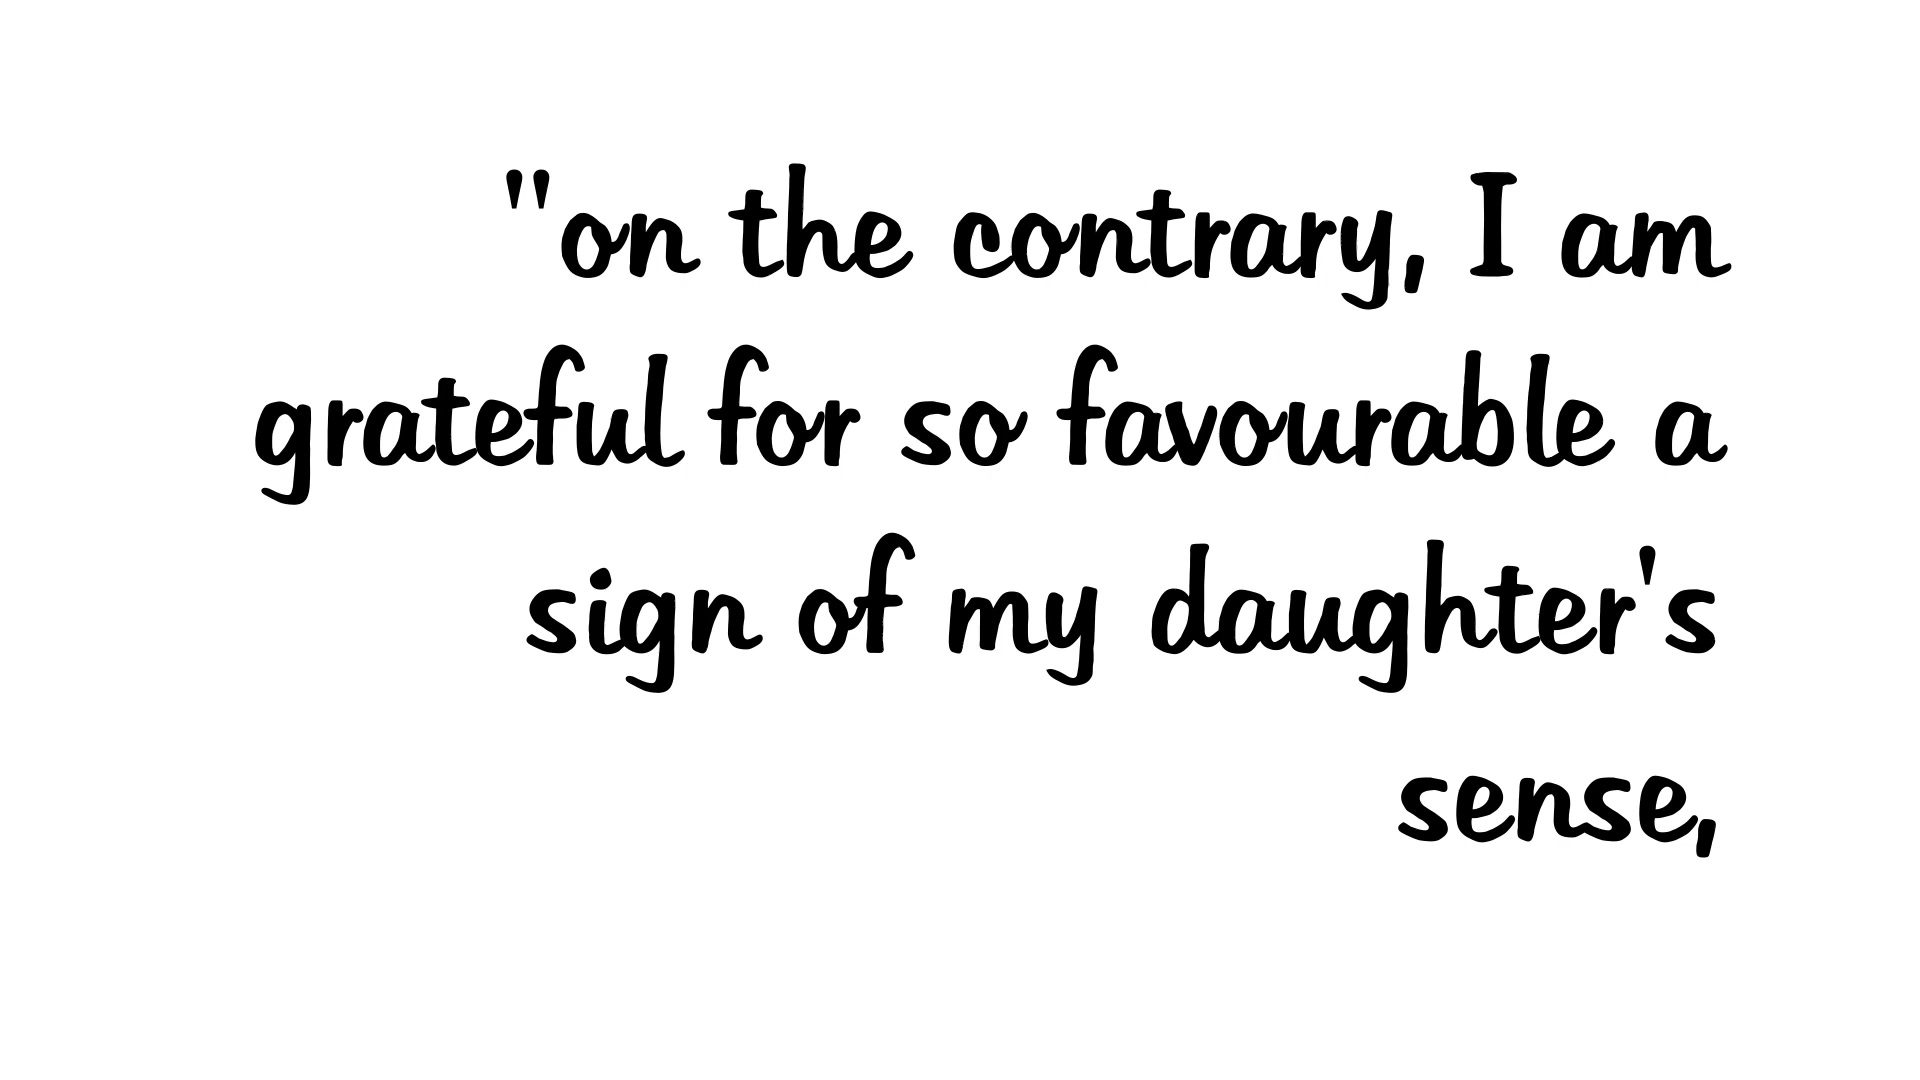 "on the contrary, I am
grateful for so favourable a
sign of my daughter's
sense,